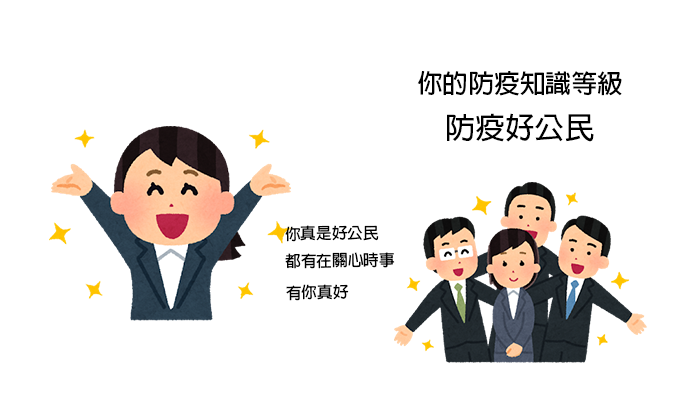 你的防疫知識等級
防疫好公民
你真是好公民
都有在關心時事
有你真好